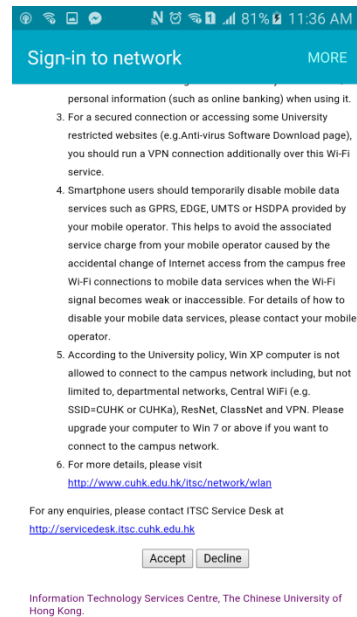 81% 11:36 AM
Sign-in to network MORE
personal information (such as online banking) when using it.
3. For a secured connection or accessing some University
restricted websites (e.g.Anti-virus Software Download page),
you should run a VPN connection additionally over this Wi-Fi
service.
4. Smartphone users should temporarily disable mobile data
services such as GPRS, EDGE, UMTS or HSDPA provided by
your mobile operator. This helps to avoid the associated
service charge from your mobile operator caused by the
accidental change of Internet access from the campus free
Wi-Fi connections to mobile data services when the Wi-Fi
signal becomes weak or inaccessible. For details of how to
disable your mobile data services, please contact your mobile
operator.
5. According to the University policy, Win XP computer is not
allowed to connect to the campus network including, but not
limited to, departmental networks, Central WiFi (e.g.
SSID=CUHK or CUHKa), ResNet, ClassNet and VPN. Please
upgrade your computer to Win 7 or above if you want to
connect to the campus network.
6. For more details, please visit
http://www.cuhk.edu.hk/itsc/network/wlan
For any enquiries, please contact ITSC Service Desk at
http://servicedesk.itsc.cuhk.edu.hk
Accept Decline
Information Technology Services Centre, The Chinese University of
Hong Kong.